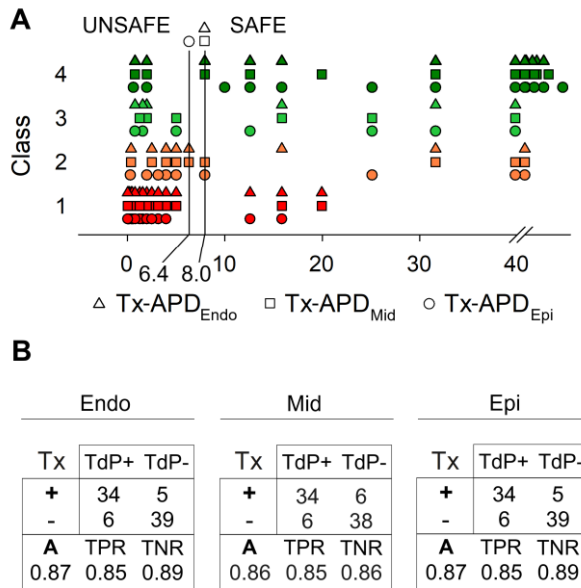 A
UNSAFE SAFE
Class
4
3
2
1
0 10 20 30 40
6.4 8.0
Tx-APDEndo Tx-APDMid Tx-APDEpi
B
Endo Mid Epi
Tx TdP+ TdP- Tx TdP+ TdP- Tx TdP+ TdP-
+ 34 5 + 34 6 + 34 5
- 6 39 - 6 38 - 6 39
A TPR TNR A TPR TNR A TPR TNR
0.87 0.85 0.89 0.86 0.85 0.86 0.87 0.85 0.89